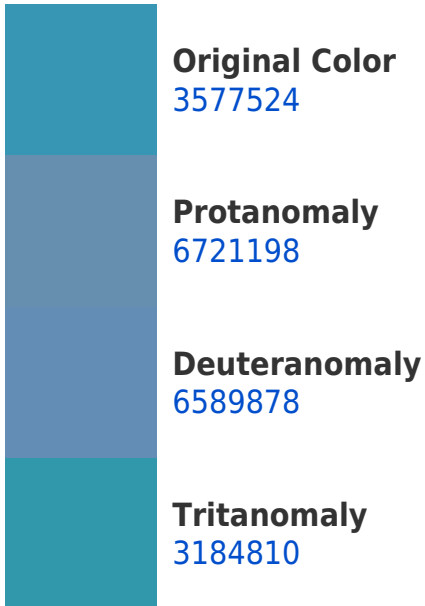 Original Color
3577524
Protanomaly
6721198
Deuteranomaly
6589878
Tritanomaly
3184810